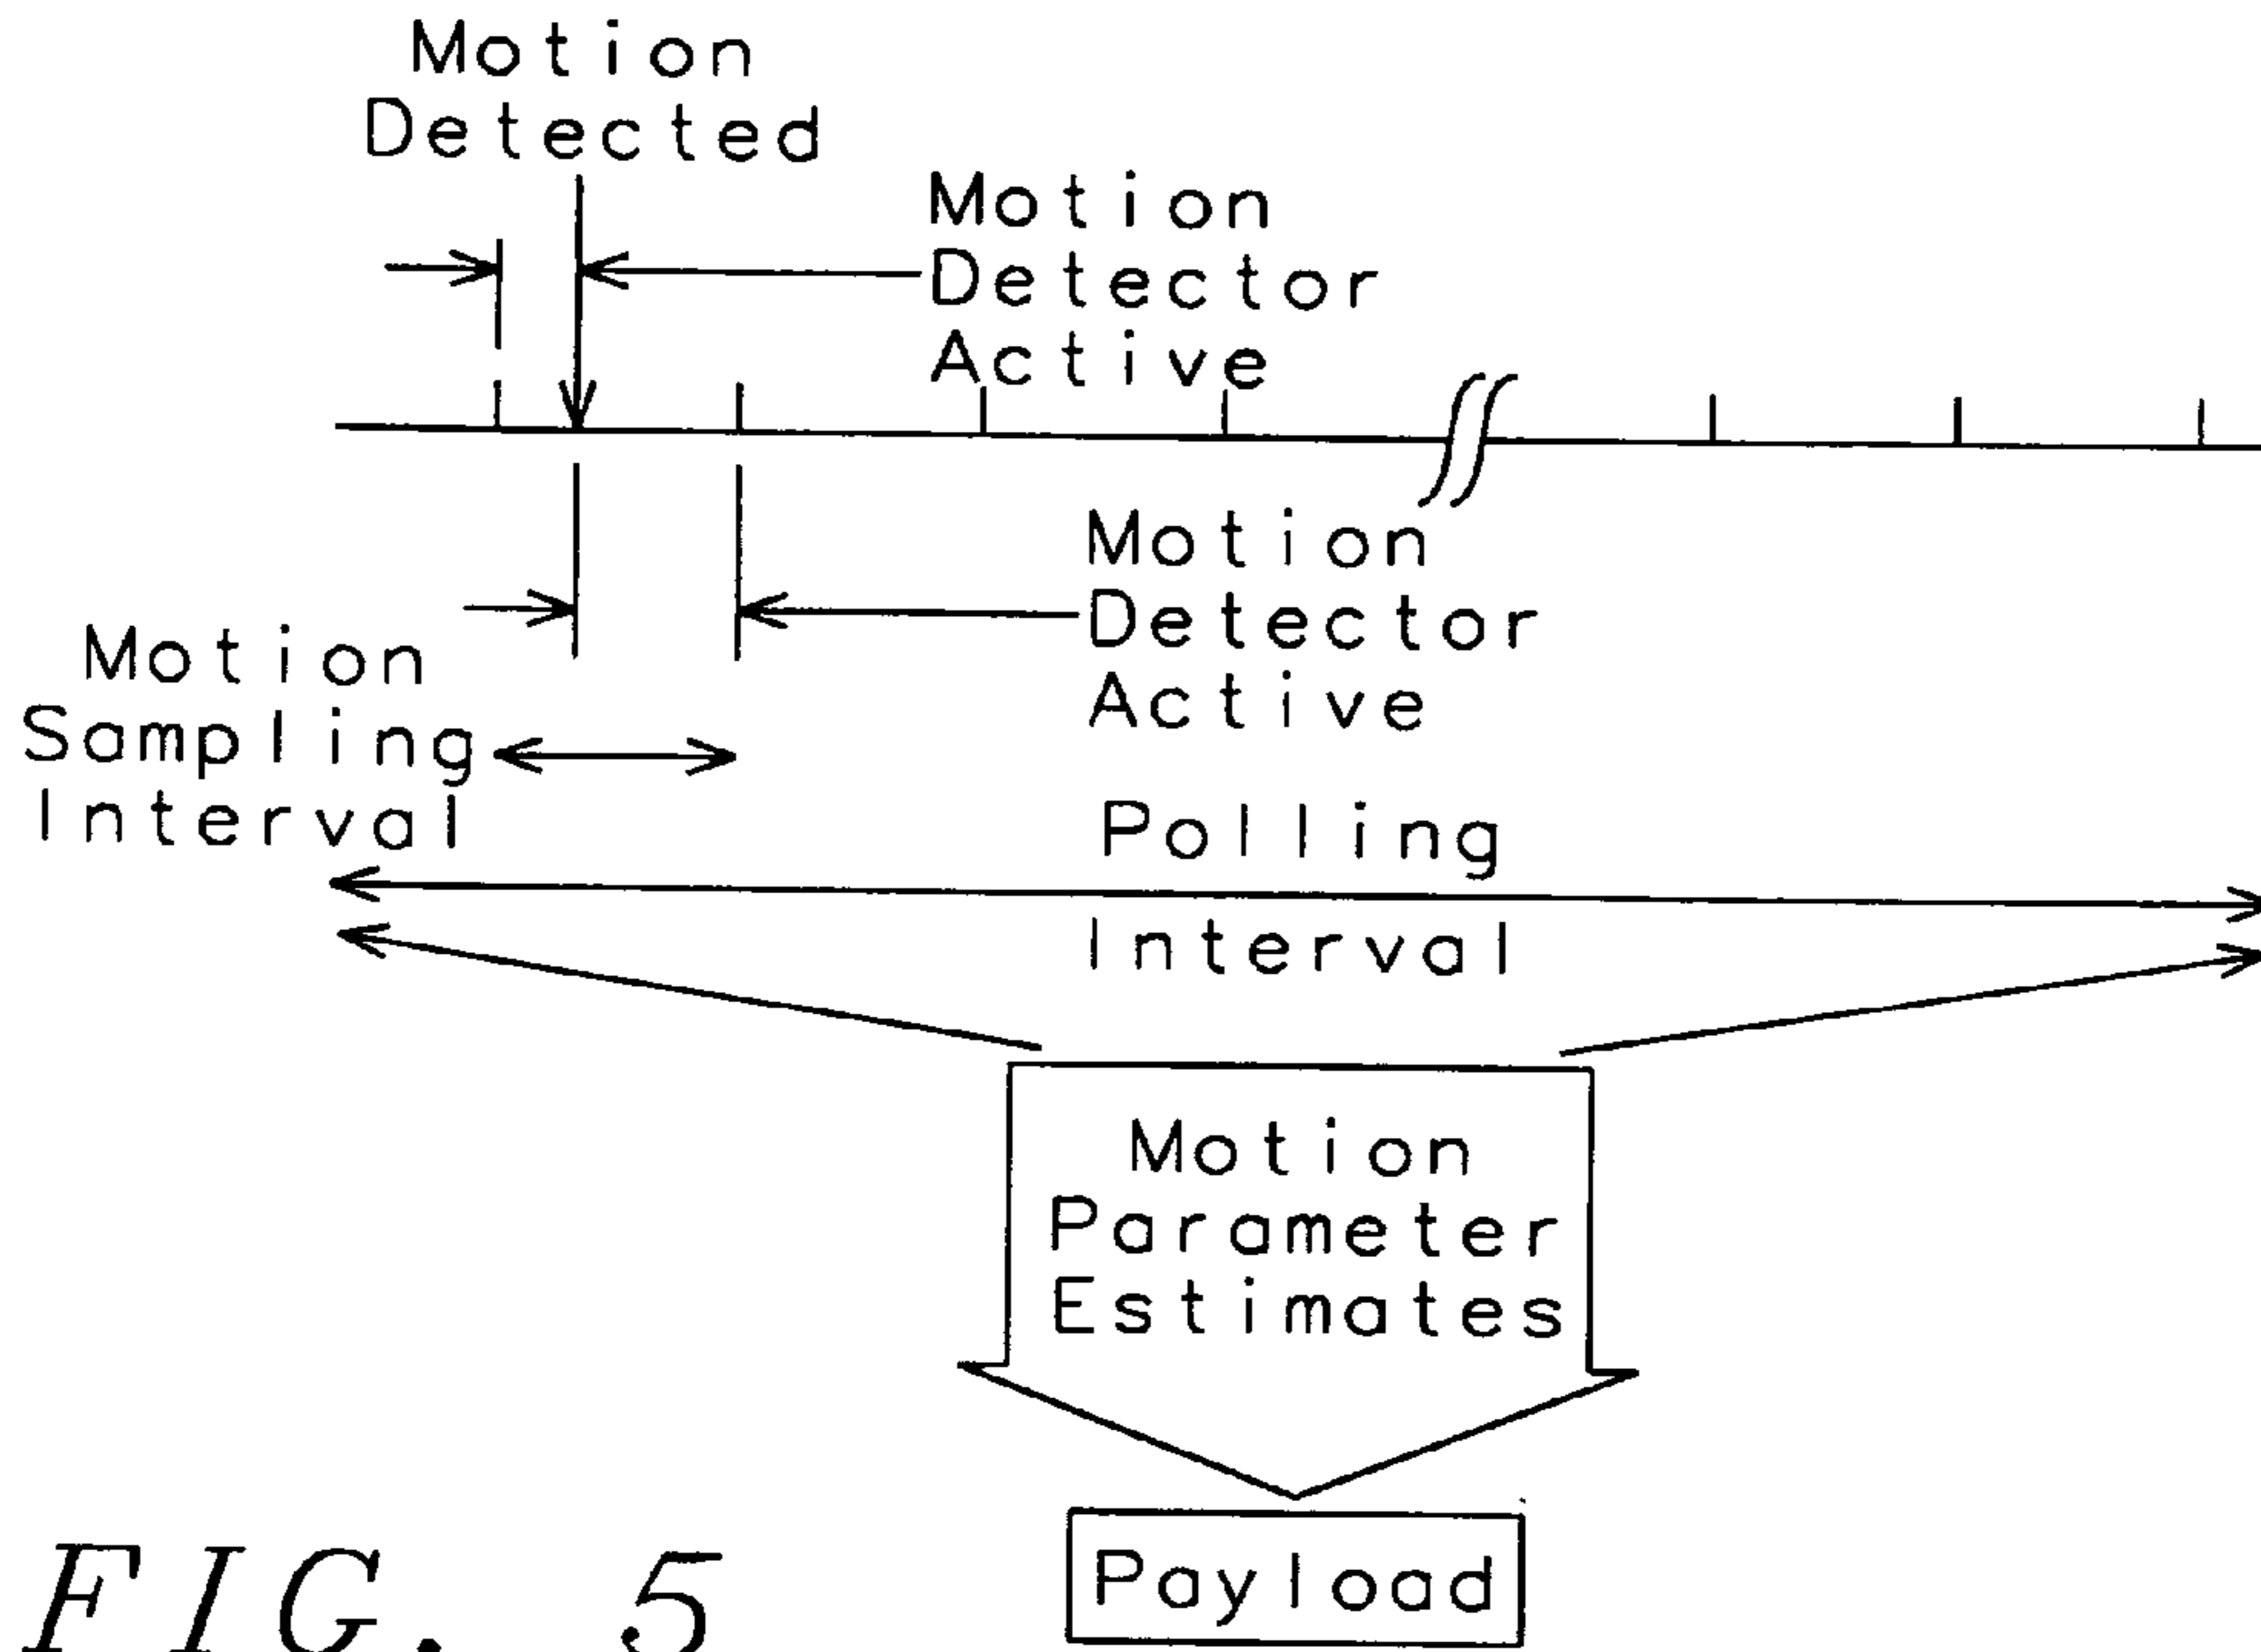 Motion
Detected
Motion
Detector
Active
Motion
Detector
Active
Motion
Sampling
Interval
Polling
Interval
Motion
Parameter
Estimates
Payload
FIG. 5